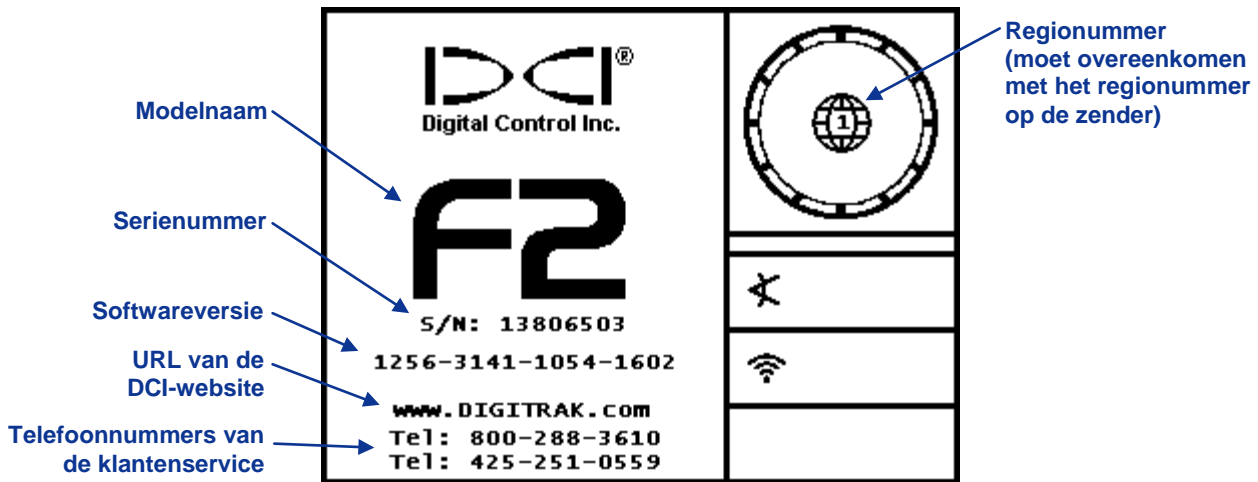 Modelnaam
Serienummer
Softwareversie
URL van de
DCI-website
Telefoonnummers van
de klantenservice
DCI®
Digital Control Inc.
F2
S/N: 13806503
1256-3141-1054-1602
www.DIGITRAK.com
Tel: 800-288-3610
Tel: 425-251-0559
1
Regionummer
(moet overeenkomen
met het regionummer
op de zender)